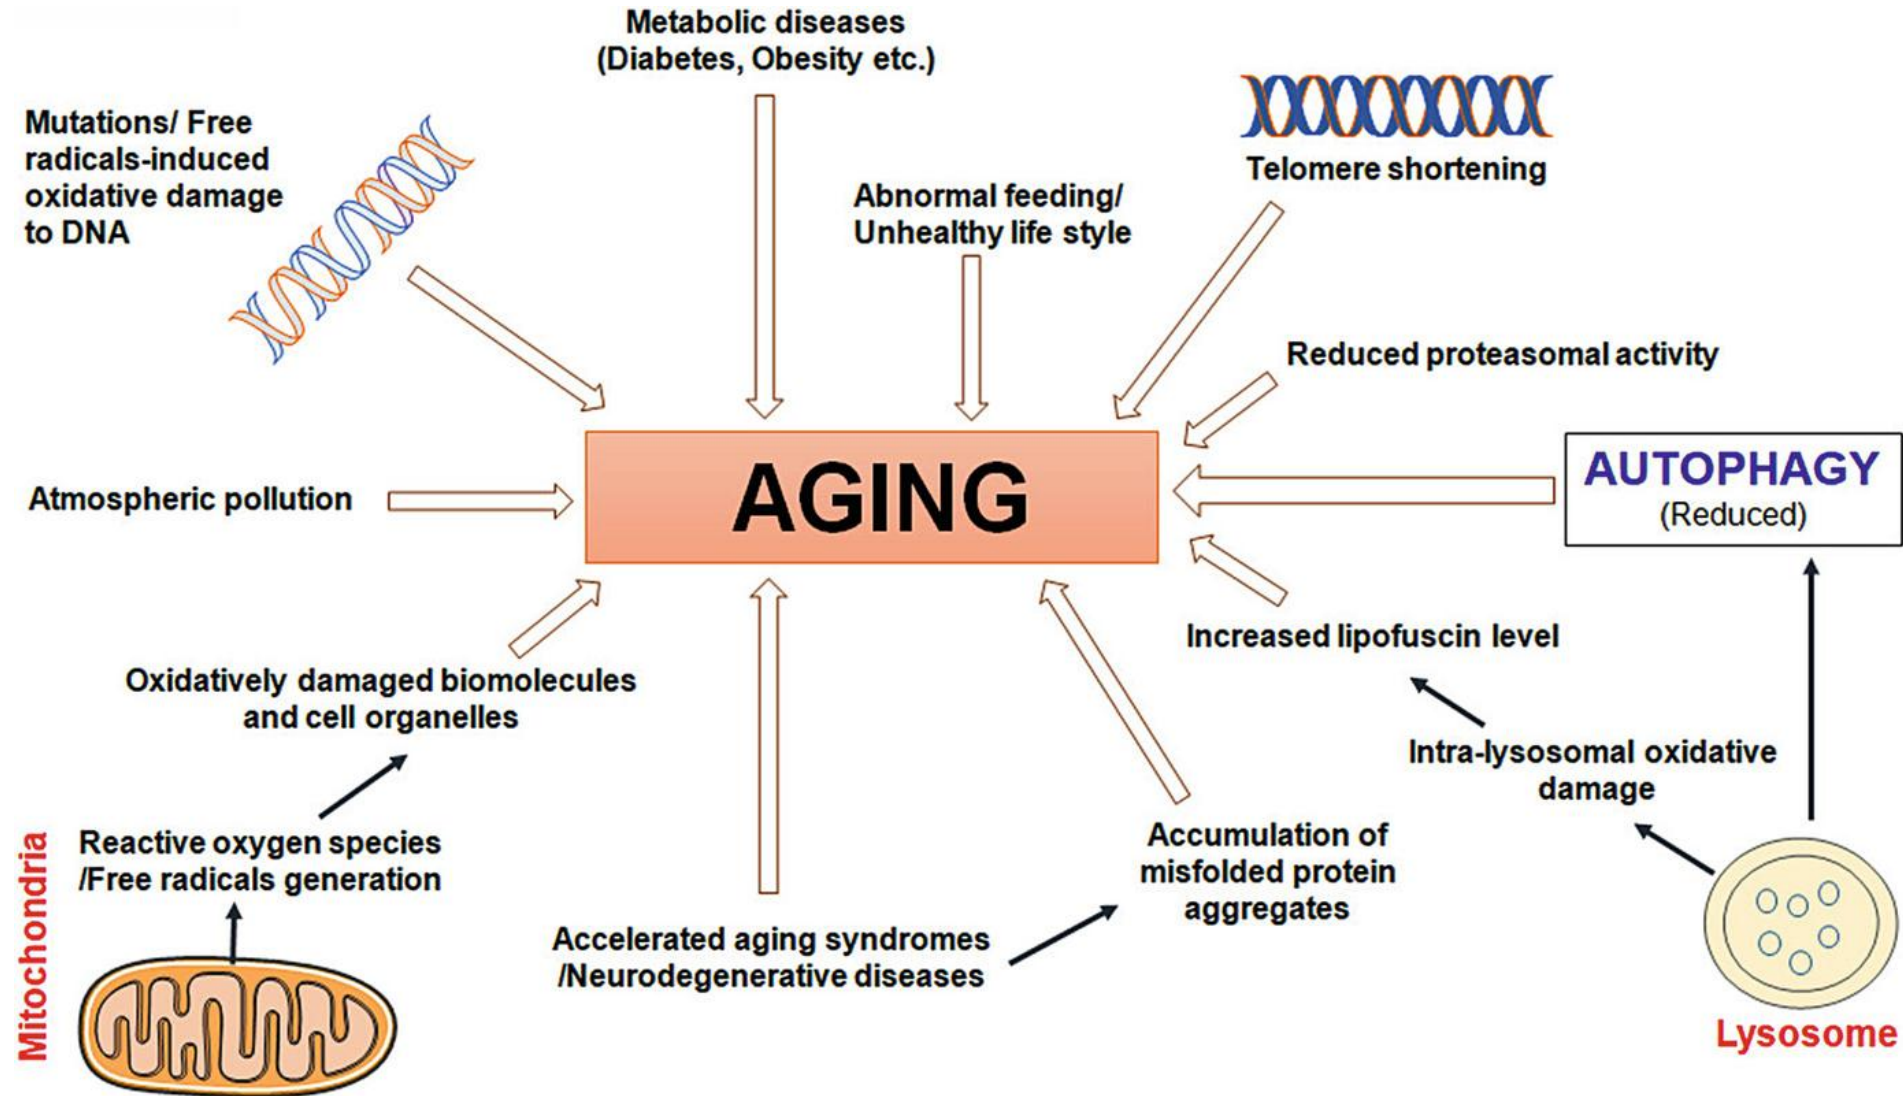 Metabolic diseases
(Diabetes, Obesity etc.)
Mutations/ Free
radicals-induced
oxidative damage
to DNA
Telomere shortening
Abnormal feeding/
Unhealthy life style
Reduced proteasomal activity
AGING
AUTOPHAGY
(Reduced)
Atmospheric pollution
Increased lipofuscin level
Oxidatively damaged biomolecules
and cell organelles
Intra-lysosomal oxidative
damage
Reactive oxygen species
/Free radicals generation
Mitochondria
Accumulation of
misfolded protein
aggregates
Accelerated aging syndromes
/Neurodegenerative diseases
Lysosome